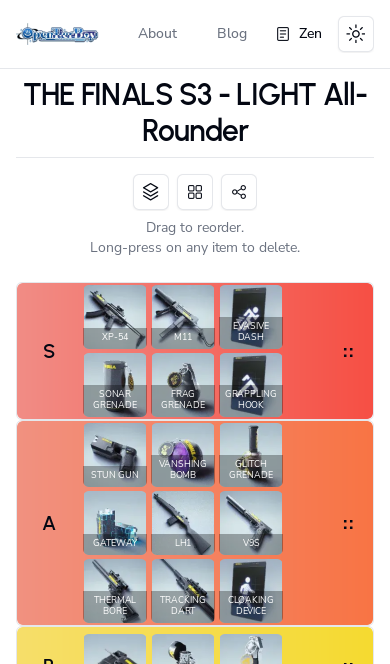 OpenTierBoy
About
Blog
Zen
THE FINALS S3 - LIGHT All-
Rounder
Drag to reorder.
Long-press on any item to delete.
S
XP-54
M11
EVASIVE
DASH
SONAR
GRENADE
FRAG
GRENADE
GRAPPLING
HOOK
A
STUN GUN
VANSHING
BOMB
GLITCH
GRENADE
GATEWAY
LH1
V9S
THERMAL
BORE
TRACKING
DART
CLOAKING
DEVICE
B